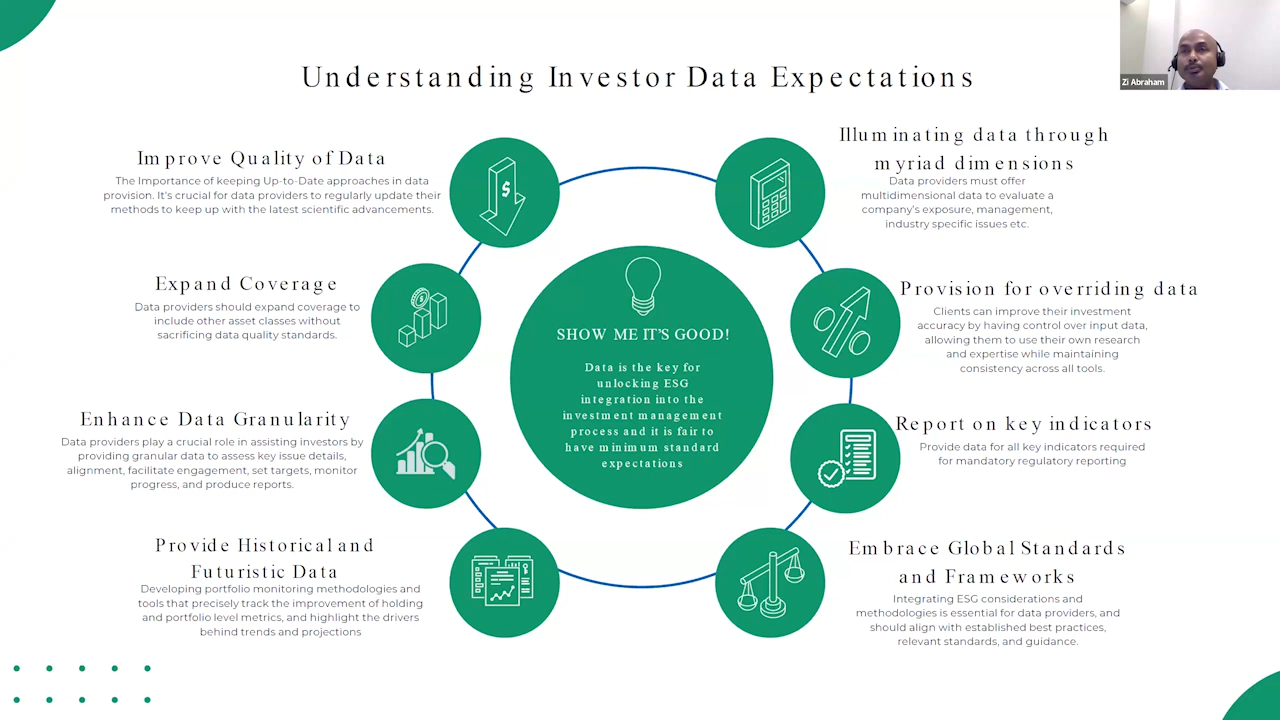 Understanding Investor Data Expectations
Zi Abraham
Improve Quality of Data
The Importance of keeping Up-to-Date approaches in data
provision. It's crucial for data providers to regularly update their
methods to keep up with the latest scientific advancements.
Expand Coverage
Data providers should expand coverage to
include other asset classes without
sacrificing data quality standards.
Enhance Data Granularity
Data providers play a crucial role in assisting investors by
providing granular data to assess key issue details,
alignment, facilitate engagement, set targets, monitor
progress, and produce reports.
Provide Historical and
Futuristic Data
Developing portfolio monitoring methodologies and
tools that precisely track the improvement of holding
and portfolio level metrics, and highlight the drivers
behind trends and projections
$
SHOW ME IT'S GOOD!
Data is the key for
unlocking ESG
integration into the
investment management
process and it is fair to
have minimum standard
expectations
Illuminating data through
myriad dimensions
Data providers must offer
multidimensional data to evaluate a
company's exposure, management,
industry specific issues etc.
Provision for overriding data
Clients can improve their investment
accuracy by having control over input data,
allowing them to use their own research
and expertise while maintaining
consistency across all tools.
Report on key indicators
Provide data for all key indicators required
for mandatory regulatory reporting
Embrace Global Standards
and Frameworks
Integrating ESG considerations and
methodologies is essential for data providers, and
should align with established best practices,
relevant standards, and guidance.